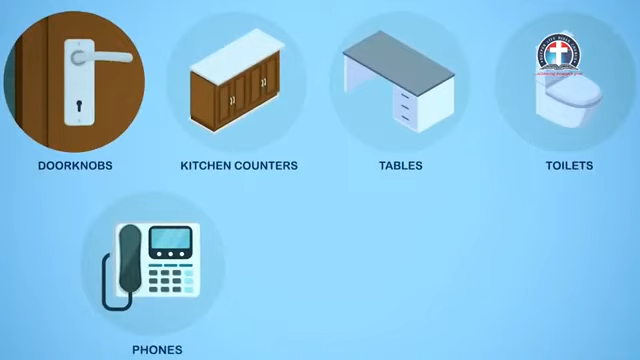 DOORKNOBS
KITCHEN COUNTERS
TABLES
TOILETS
PHONES